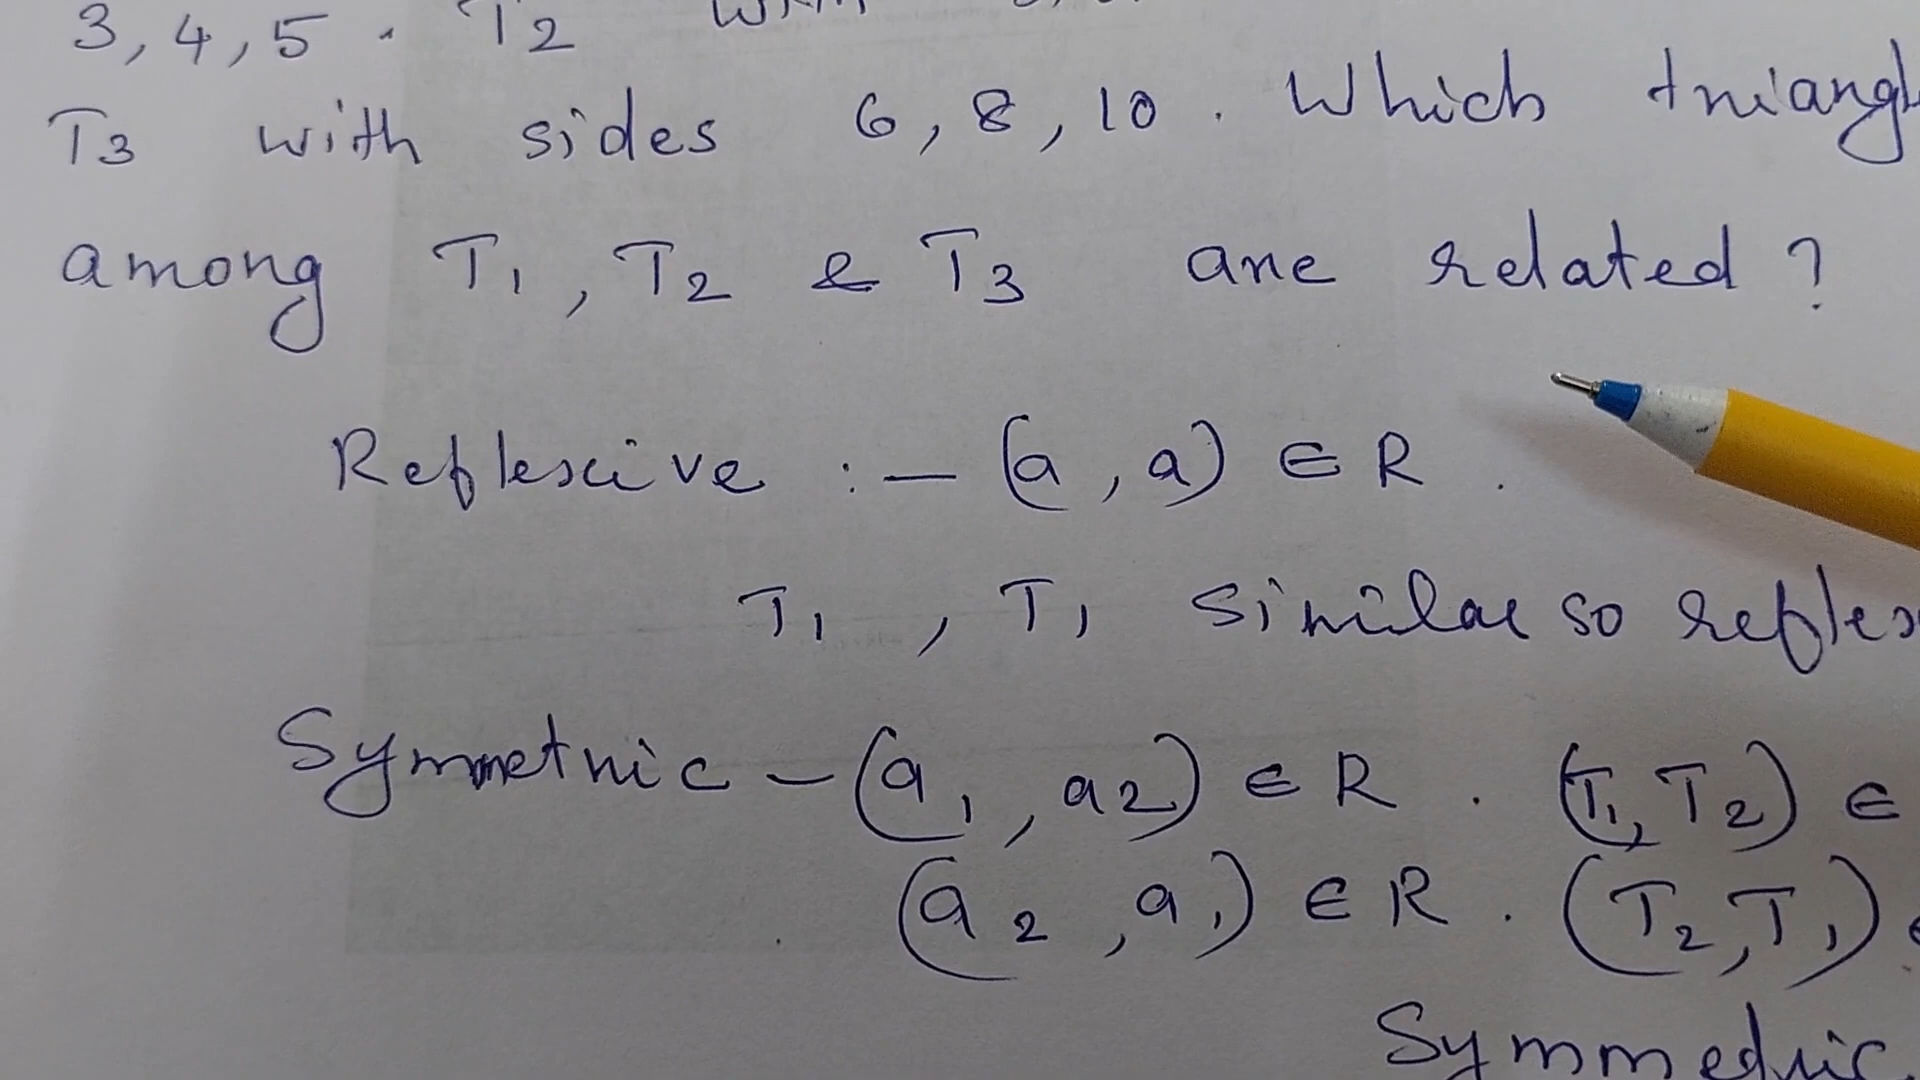 3, 4, 5 . T2 with
T3 with sides 6, 8, 10 . Which triangl
among T1, T2 & T3 are related ?
Reflexive :- (a, a) ∈ R .
T1 , T1 similar so reflex
Symmetric - (a1, a2) ∈ R . (T1, T2) ∈
(a2, a1) ∈ R . (T2, T1) ∈
Symmetric.